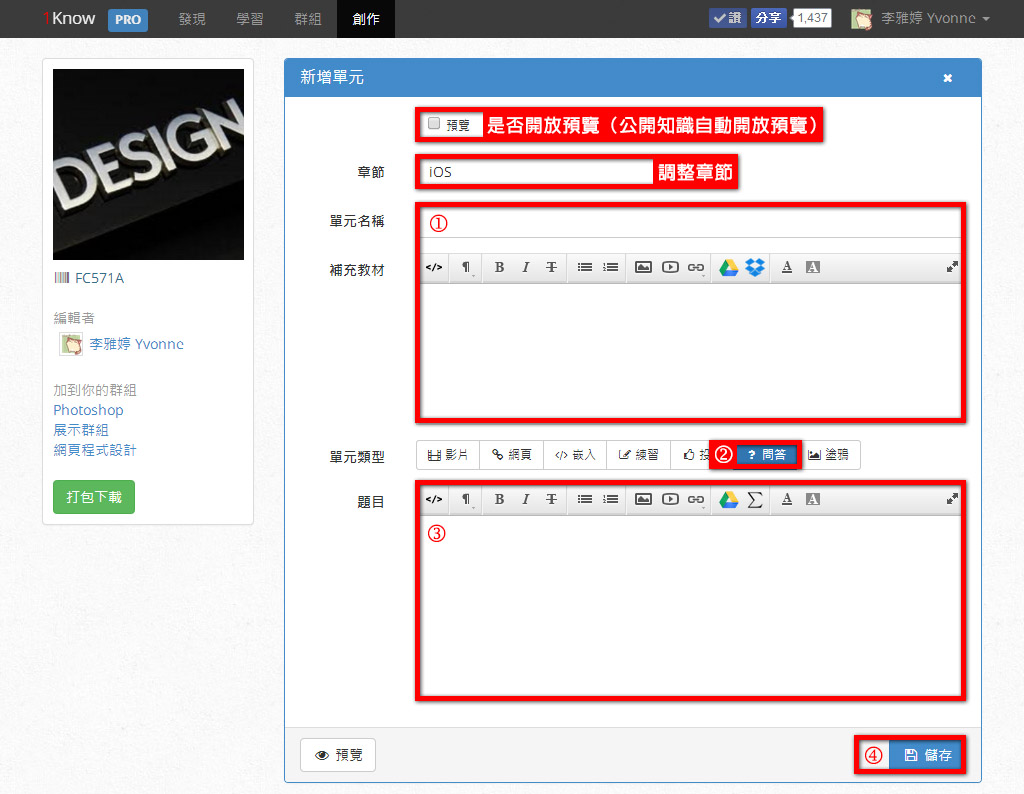 1Know PRO 發現 學習 群組 創作 讚 分享 1,437 李雅婷 Yvonne
DESIGN
FC571A
編輯者
李雅婷 Yvonne
加到你的群組
Photoshop
展示群組
網頁程式設計
打包下載
新增單元
預覽 是否開放預覽（公開知識自動開放預覽）
章節 iOS 調整章節
單元名稱 ①
補充教材
</> ¶ B I T A A
單元類型 影片 網頁 </> 嵌入 練習 投 ② ? 問答 塗鴉
題目
</> ¶ B I T Σ A A
③
預覽
④ 儲存